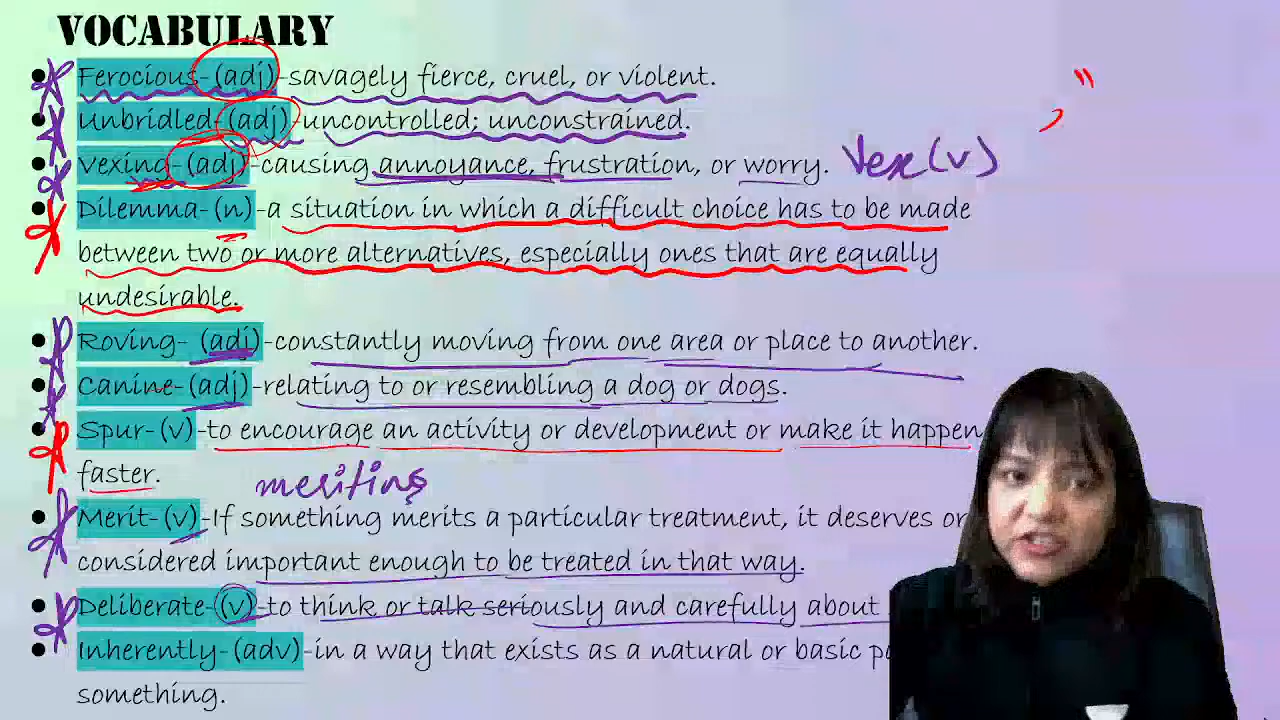 VOCABULARY
Ferocious-(adj)-savagely fierce, cruel, or violent.
Unbridled-(adj)-uncontrolled; unconstrained.
Vexing-(adj)-causing annoyance, frustration, or worry. Vex(v)
Dilemma-(n)-a situation in which a difficult choice has to be made
between two or more alternatives, especially ones that are equally
undesirable.
Roving- (adj)-constantly moving from one area or place to another.
Canine-(adj)-relating to or resembling a dog or dogs.
Spur-(v)-to encourage an activity or development or make it happen
faster.
meriting
Merit-(v)-If something merits a particular treatment, it deserves or
considered important enough to be treated in that way.
Deliberate-(v)-to think or talk seriously and carefully about
Inherently-(adv)-in a way that exists as a natural or basic
something.